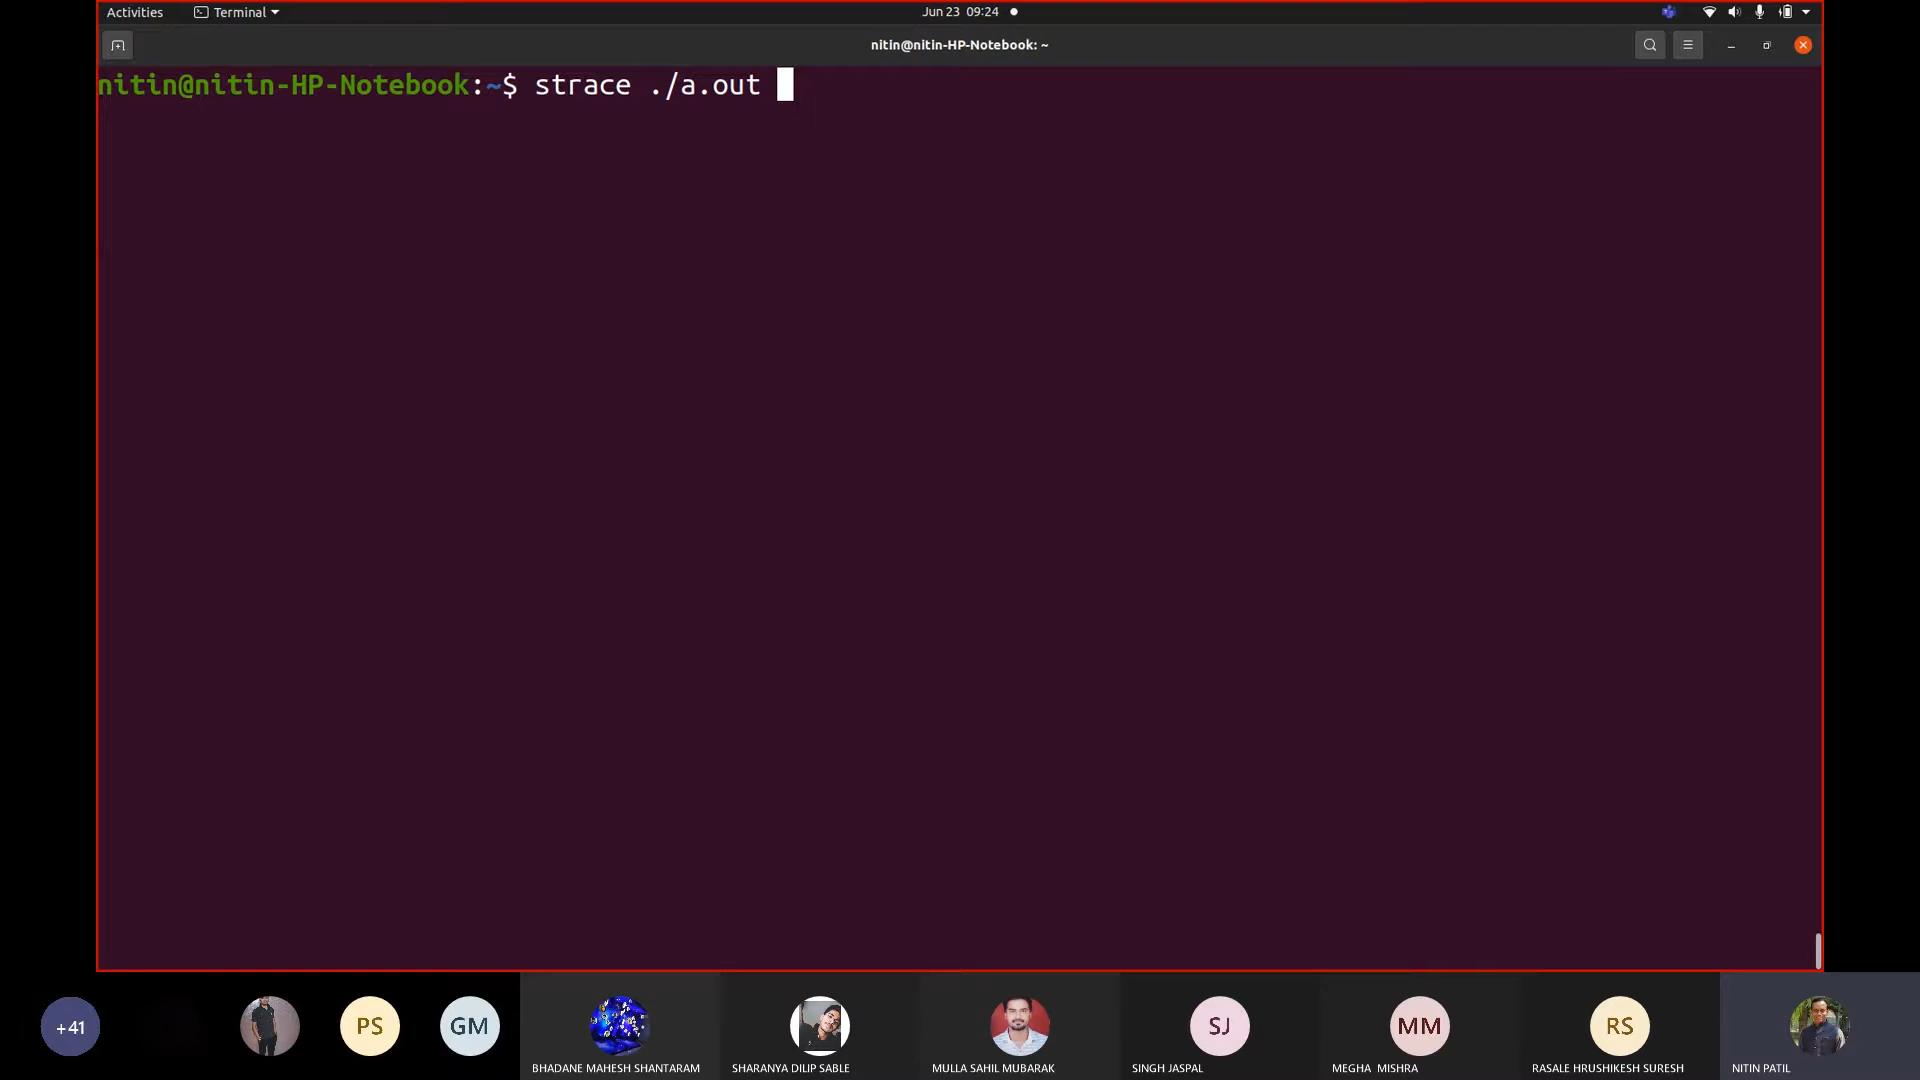 Activities Terminal Jun 23 09:24
nitin@nitin-HP-Notebook: ~
nitin@nitin-HP-Notebook:~$ strace ./a.out
+41
PS
GM
SJ
MM
RS
BHADANE MAHESH SHANTARAM
SHARANYA DILIP SABLE
MULLA SAHIL MUBARAK
SINGH JASPAL
MEGHA MISHRA
RASALE HRUSHIKESH SURESH
NITIN PATIL